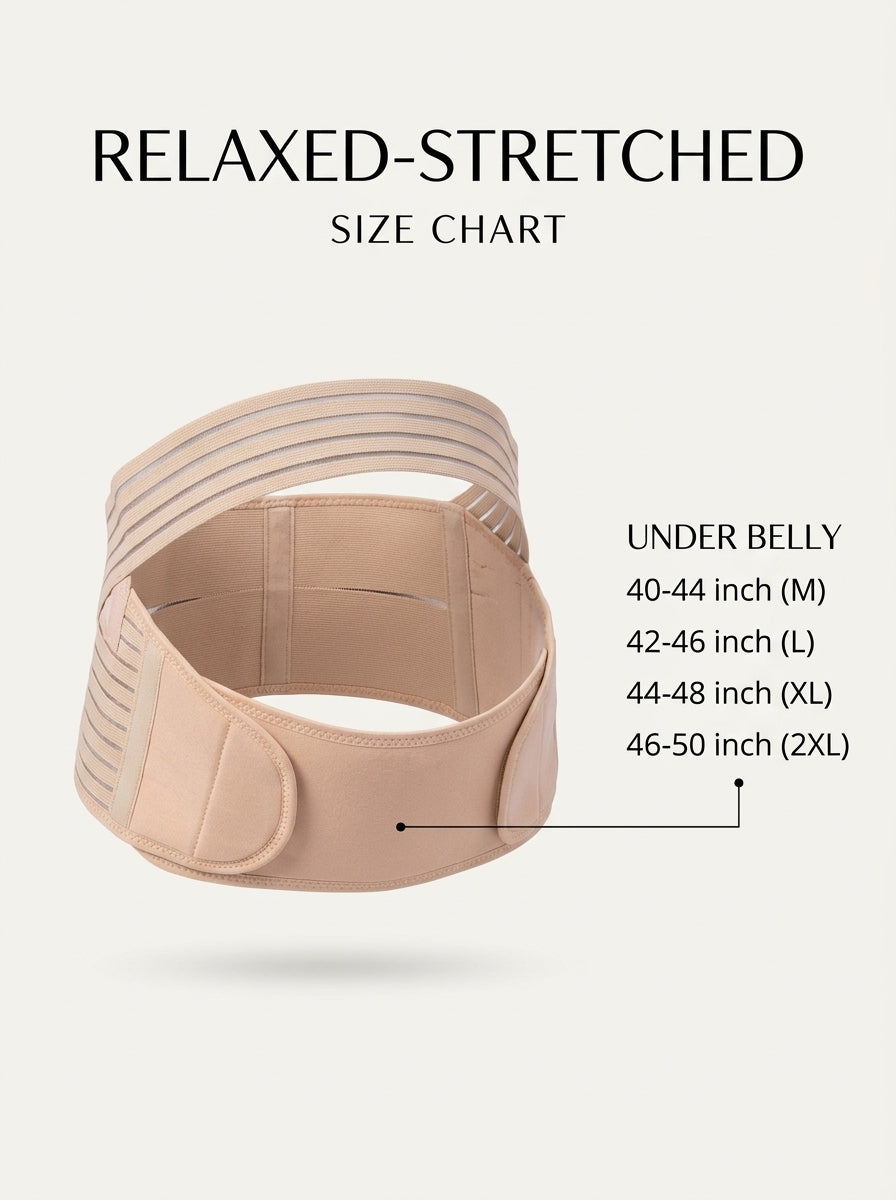 RELAXED-STRETCHED
SIZE CHART
UNDER BELLY
40-44 inch (M)
42-46 inch (L)
44-48 inch (XL)
46-50 inch (2XL)